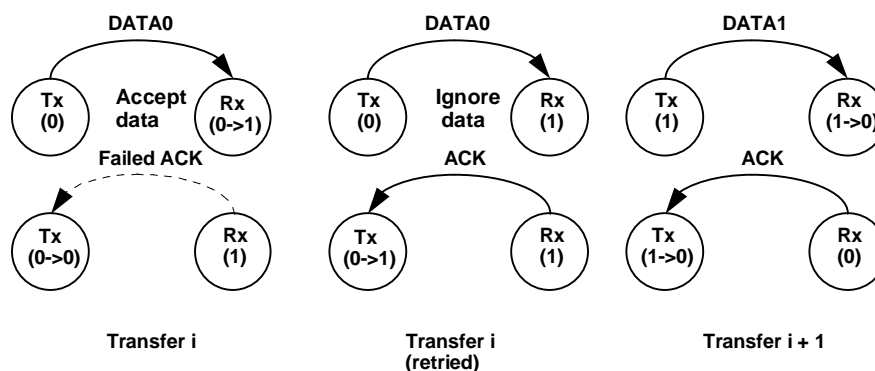 DATA0
Tx
(0)
Accept
data
Rx
(0->1)
Failed ACK
Tx
(0->0)
Rx
(1)
Transfer i
DATA0
Tx
(0)
Ignore
data
Rx
(1)
ACK
Tx
(0->1)
Rx
(1)
Transfer i
(retried)
DATA1
Tx
(1)
Rx
(1->0)
ACK
Tx
(1->0)
Rx
(0)
Transfer i + 1